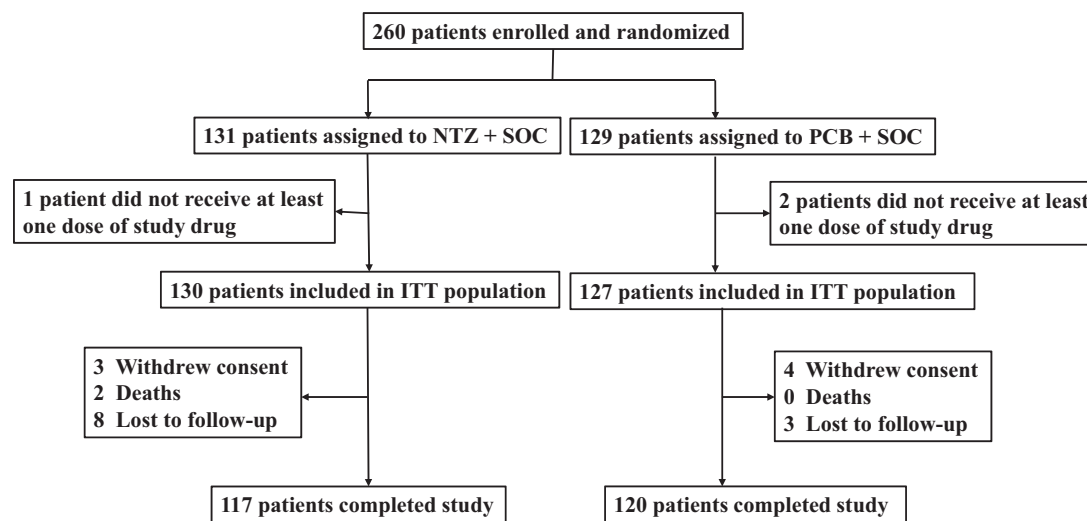 260 patients enrolled and randomized
131 patients assigned to NTZ + SOC
129 patients assigned to PCB + SOC
1 patient did not receive at least
one dose of study drug
2 patients did not receive at least
one dose of study drug
130 patients included in ITT population
127 patients included in ITT population
3 Withdrew consent
2 Deaths
8 Lost to follow-up
4 Withdrew consent
0 Deaths
3 Lost to follow-up
117 patients completed study
120 patients completed study